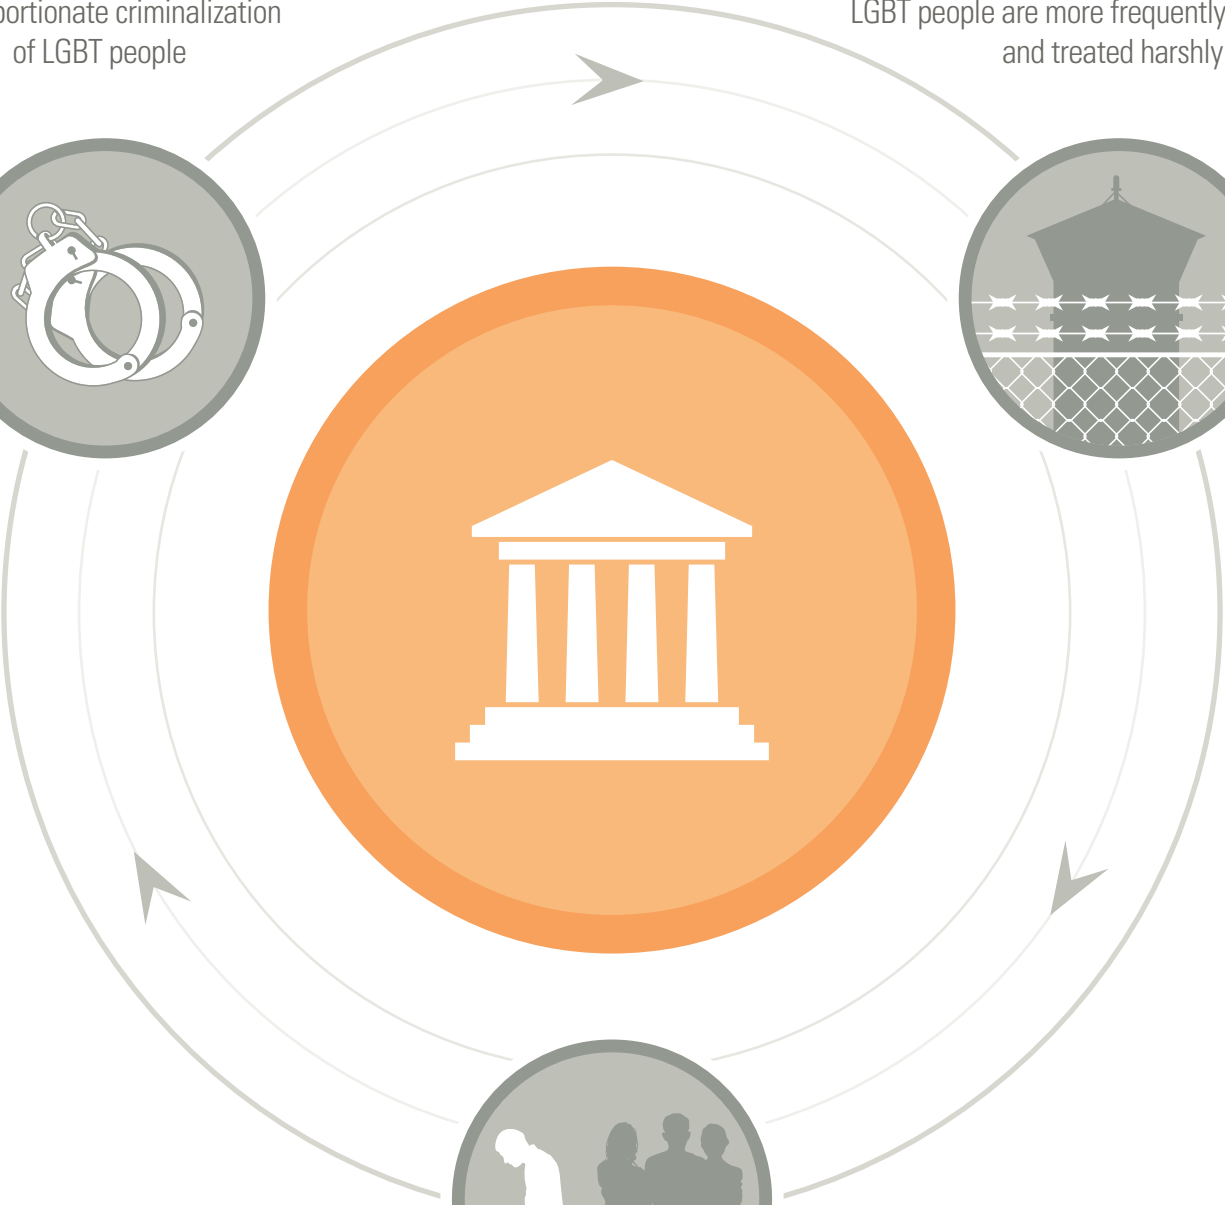 portionate criminalization
of LGBT people
LGBT people are more frequently
and treated harshly